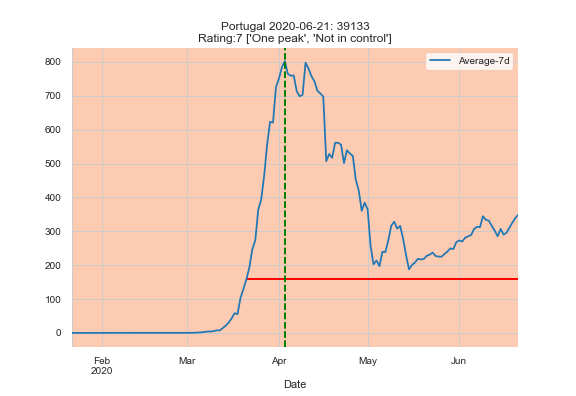 Portugal 2020-06-21: 39133
Rating:7 ['One peak', 'Not in control']
Average-7d
800
700
600
500
400
300
200
100
0
Feb
2020
Mar
Apr
May
Jun
Date